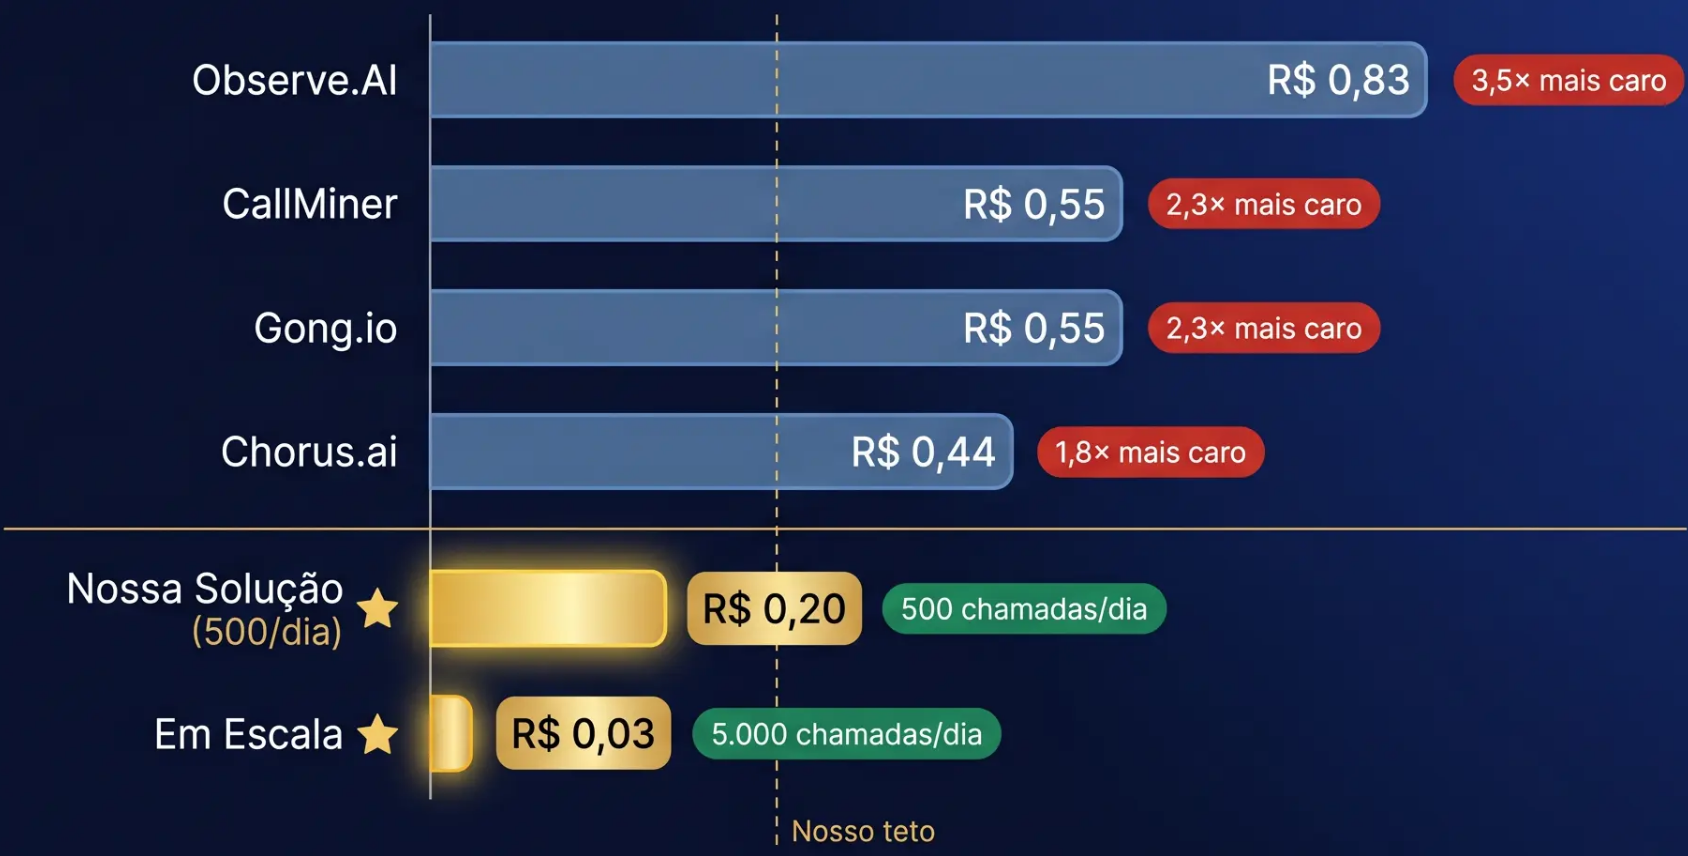 Observe.AI R$ 0,83 3,5× mais caro
CallMiner R$ 0,55 2,3× mais caro
Gong.io R$ 0,55 2,3× mais caro
Chorus.ai R$ 0,44 1,8× mais caro
Nossa Solução
(500/dia)
R$ 0,20 500 chamadas/dia
Em Escala R$ 0,03 5.000 chamadas/dia
Nosso teto